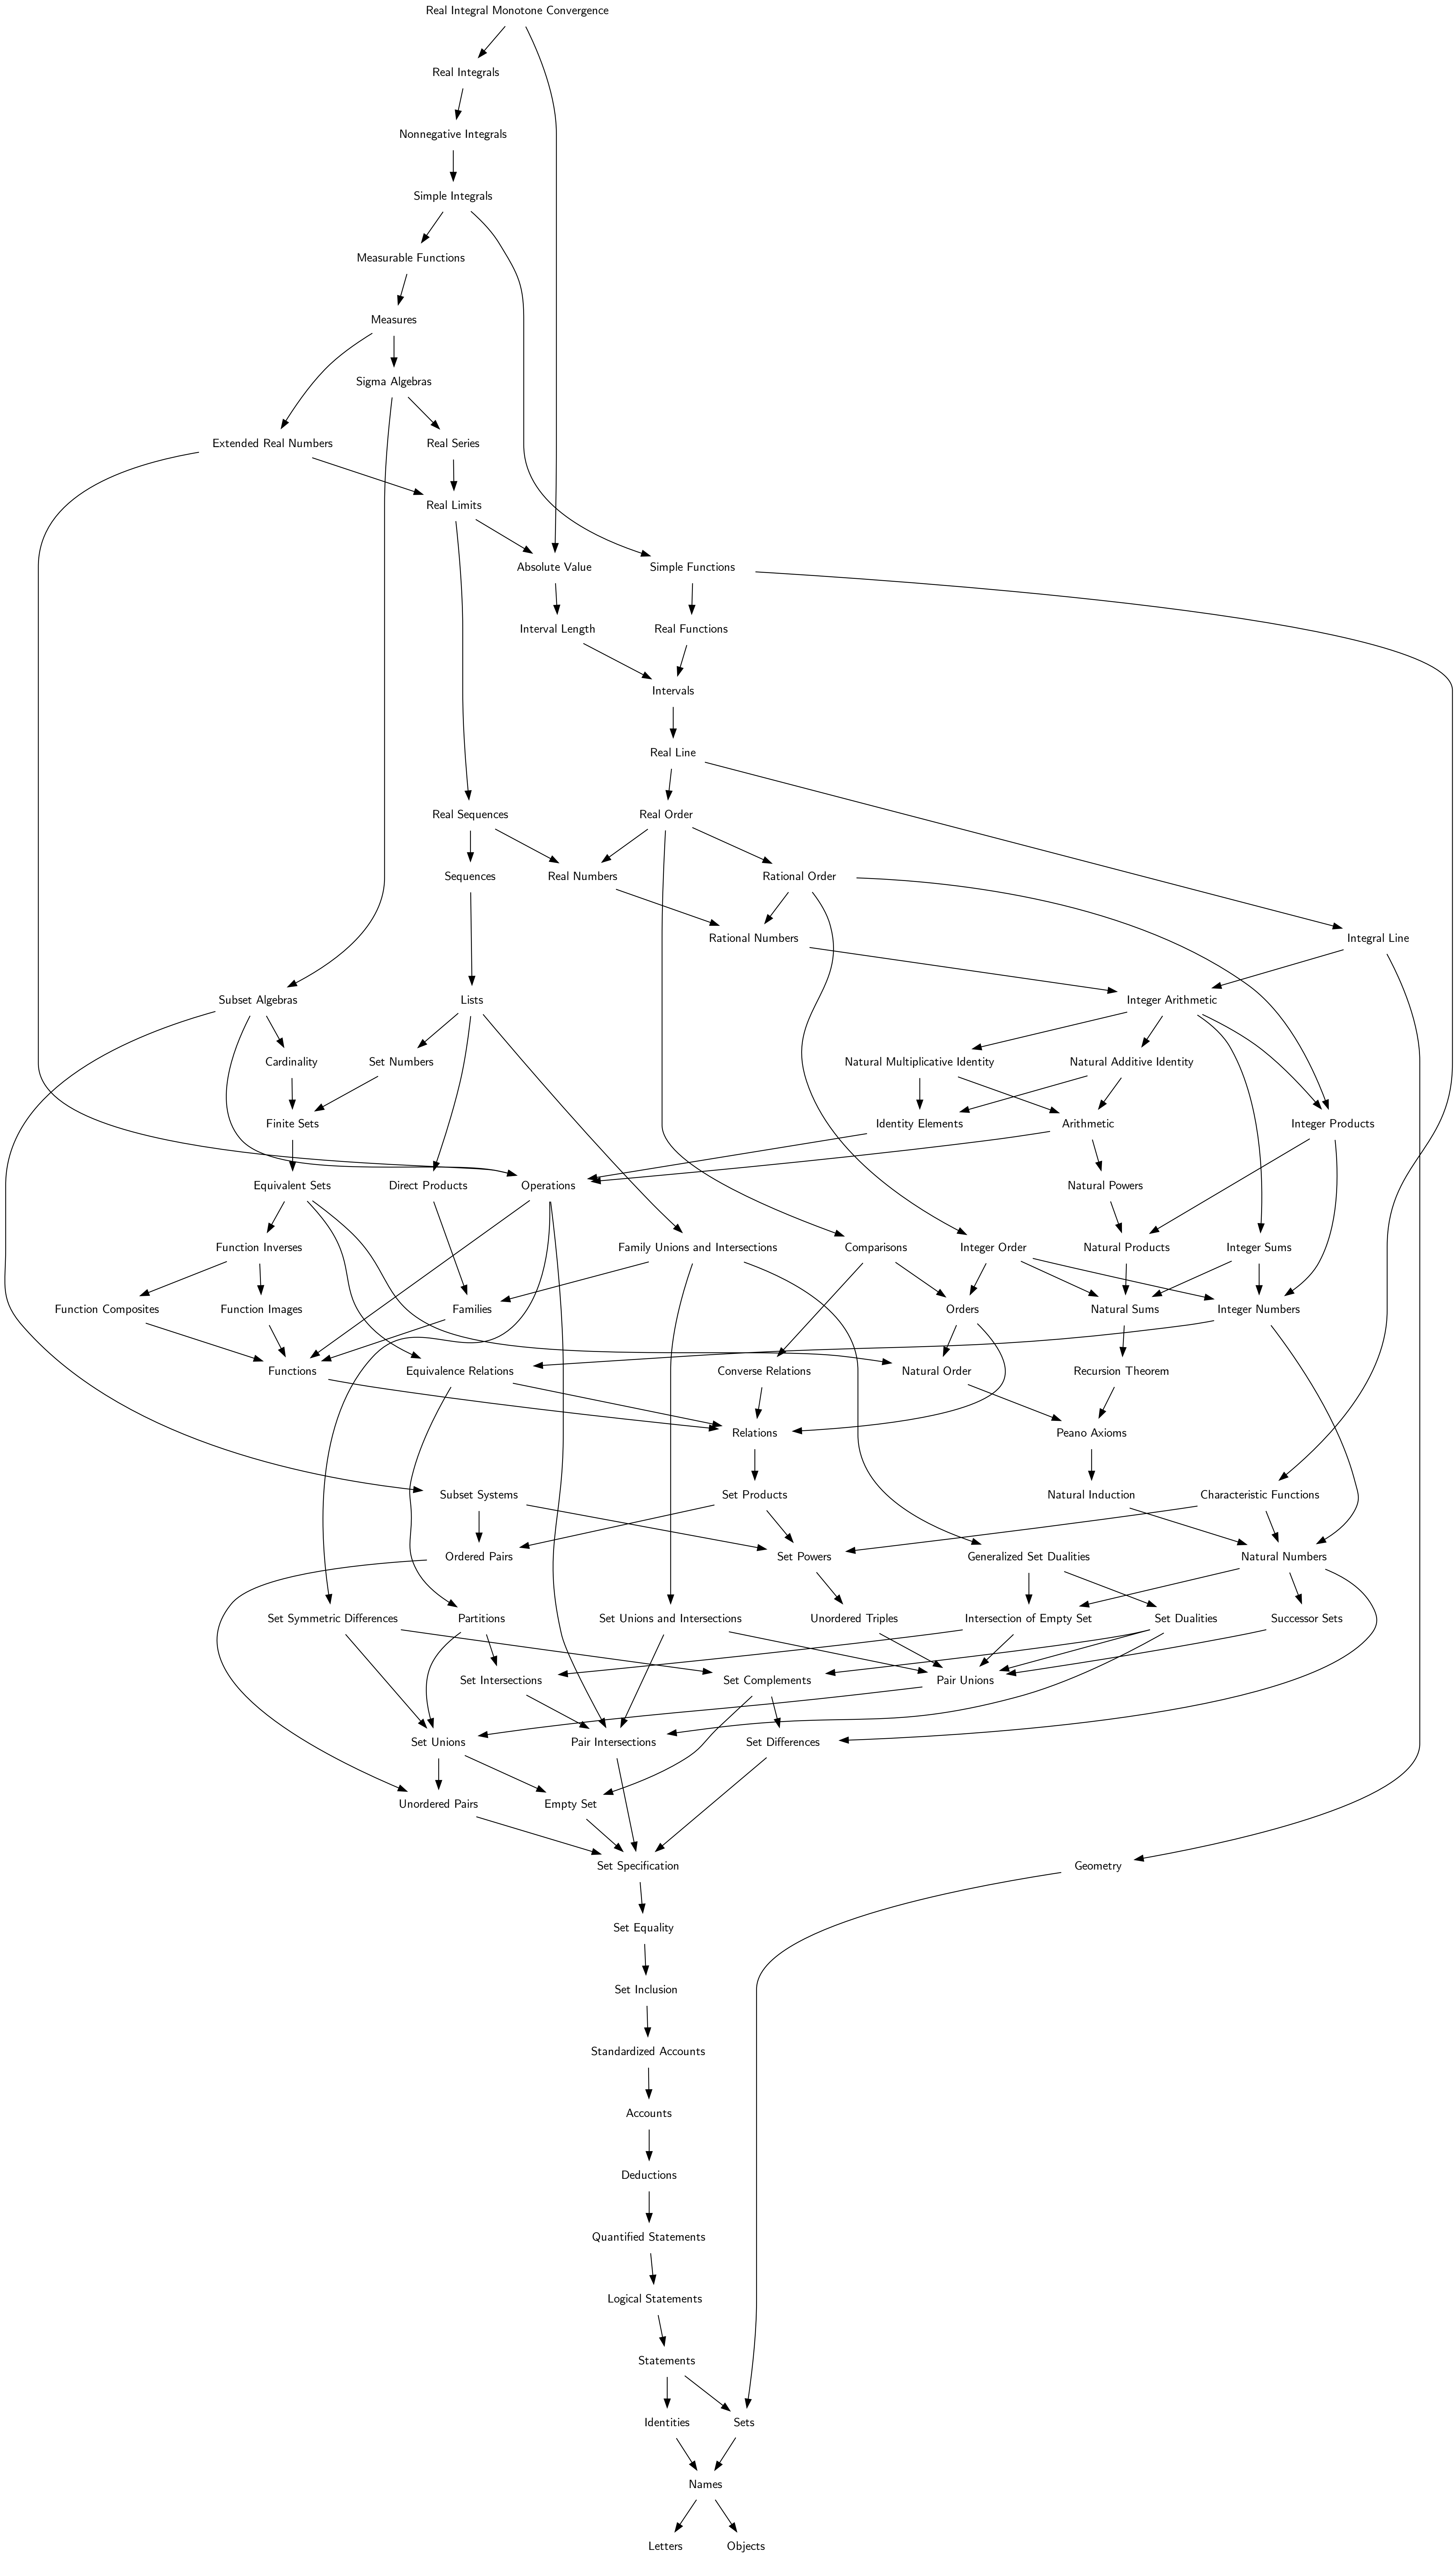 Real Integral Monotone Convergence
Real Integrals
Nonnegative Integrals
Simple Integrals
Measurable Functions
Measures
Sigma Algebras
Extended Real Numbers
Real Series
Real Limits
Absolute Value
Simple Functions
Interval Length
Real Functions
Intervals
Real Line
Real Sequences
Real Order
Sequences
Real Numbers
Rational Order
Rational Numbers
Integral Line
Subset Algebras
Lists
Integer Arithmetic
Cardinality
Set Numbers
Natural Multiplicative Identity
Natural Additive Identity
Finite Sets
Identity Elements
Arithmetic
Integer Products
Equivalent Sets
Direct Products
Operations
Natural Powers
Function Inverses
Family Unions and Intersections
Comparisons
Integer Order
Natural Products
Integer Sums
Function Composites
Function Images
Families
Orders
Natural Sums
Integer Numbers
Functions
Equivalence Relations
Converse Relations
Natural Order
Recursion Theorem
Relations
Peano Axioms
Subset Systems
Set Products
Natural Induction
Characteristic Functions
Ordered Pairs
Set Powers
Generalized Set Dualities
Natural Numbers
Set Symmetric Differences
Partitions
Set Unions and Intersections
Unordered Triples
Intersection of Empty Set
Set Dualities
Successor Sets
Set Intersections
Set Complements
Pair Unions
Set Unions
Pair Intersections
Set Differences
Unordered Pairs
Empty Set
Set Specification
Geometry
Set Equality
Set Inclusion
Standardized Accounts
Accounts
Deductions
Quantified Statements
Logical Statements
Statements
Identities
Sets
Names
Letters
Objects